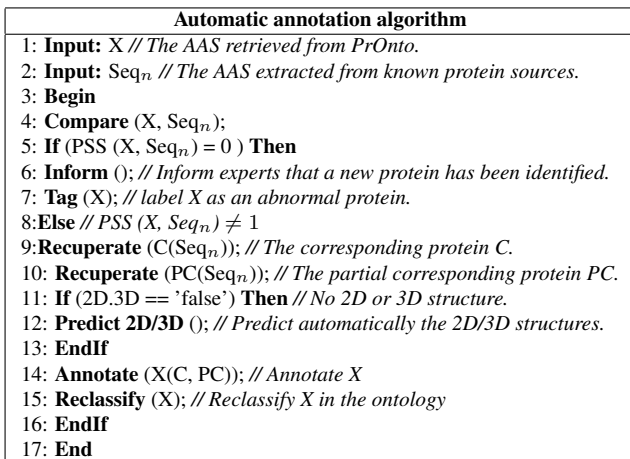 Automatic annotation algorithm
1: Input: X // The AAS retrieved from PrOnto.
2: Input: Seqₙ // The AAS extracted from known protein sources.
3: Begin
4: Compare (X, Seqₙ);
5: If (PSS (X, Seqₙ) = 0 ) Then
6: Inform (); // Inform experts that a new protein has been identified.
7: Tag (X); // label X as an abnormal protein.
8:Else // PSS (X, Seqₙ) ≠ 1
9:Recuperate (C(Seqₙ)); // The corresponding protein C.
10: Recuperate (PC(Seqₙ)); // The partial corresponding protein PC.
11: If (2D.3D == 'false') Then // No 2D or 3D structure.
12: Predict 2D/3D (); // Predict automatically the 2D/3D structures.
13: EndIf
14: Annotate (X(C, PC)); // Annotate X
15: Reclassify (X); // Reclassify X in the ontology
16: EndIf
17: End